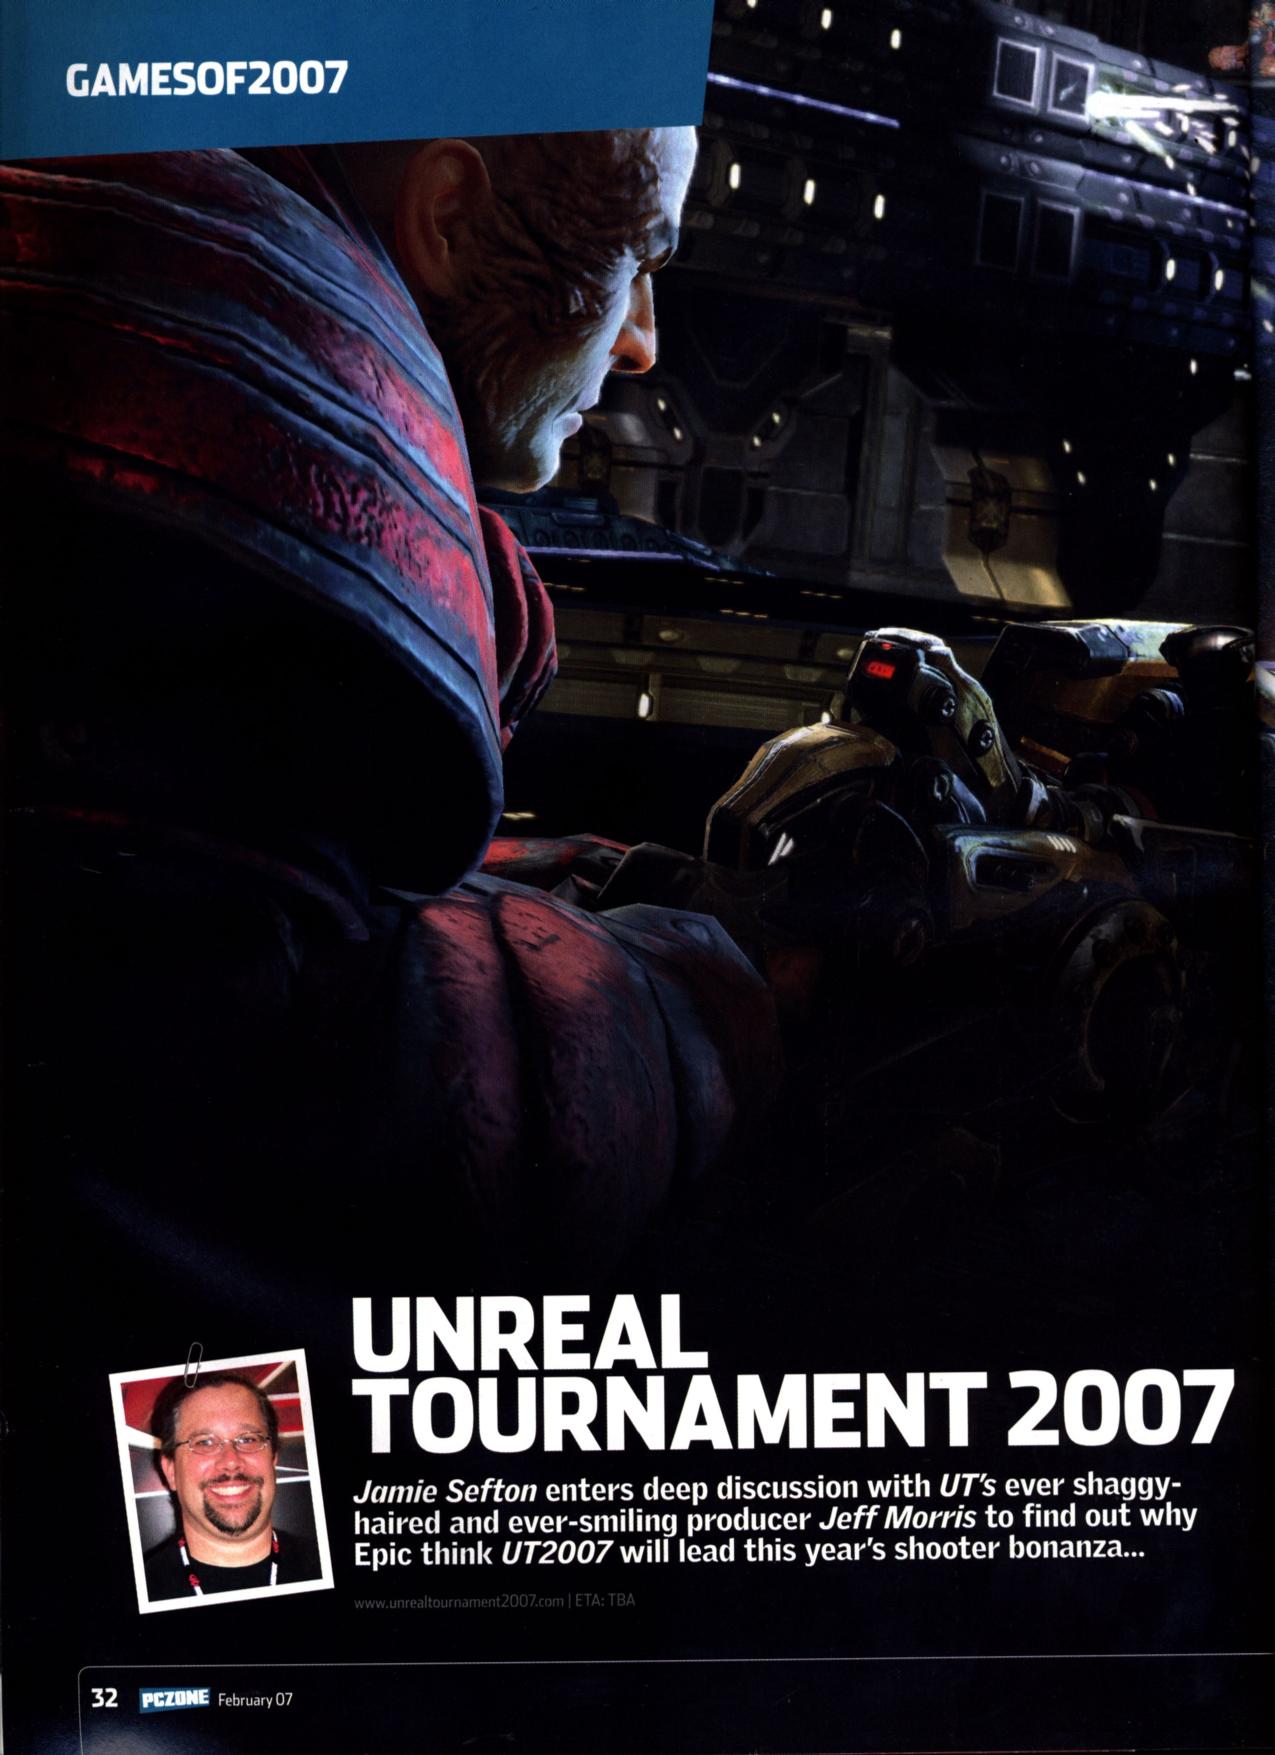 GAMESOF2007
UNREAL
TOURNAMENT 2007
Jamie Sefton enters deep discussion with UT's ever shaggy-
haired and ever-smiling producer Jeff Morris to find out why
Epic think UT2007 will lead this year's shooter bonanza...
www.unrealtournament2007.com | ETA: TBA
32 PCZONE February 07